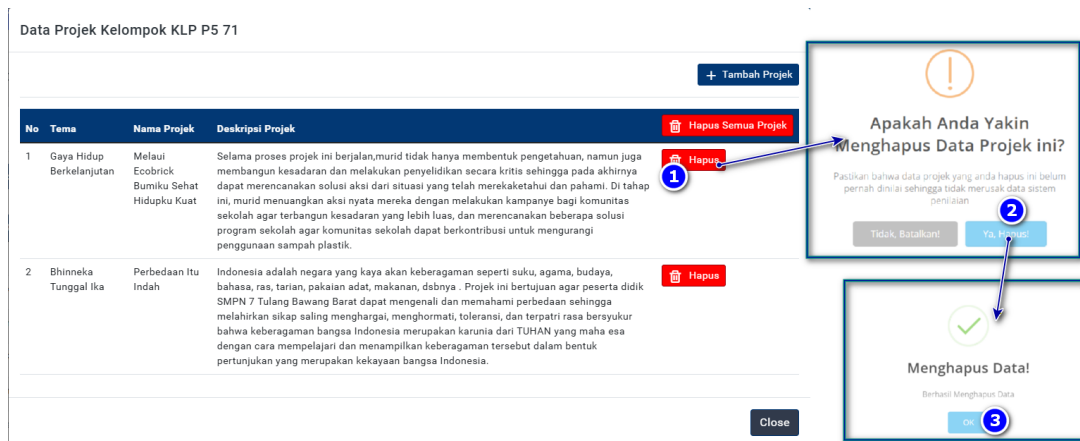 Data Projek Kelompok KLP P5 71
+ Tambah Projek
No Tema Nama Projek Deskripsi Projek Hapus Semua Projek
1 Gaya Hidup Berkelanjutan
Melaui Ecobrick Bumiku Sehat Hidupku Kuat
Selama proses projek ini berjalan,murid tidak hanya membentuk pengetahuan, namun juga
membangun kesadaran dan melakukan penyelidikan secara kritis sehingga pada akhirnya
dapat merencanakan solusi aksi dari situasi yang telah merekaketahui dan pahami. Di tahap
ini, murid menuangkan aksi nyata mereka dengan melakukan kampanye bagi komunitas
sekolah agar terbangun kesadaran yang lebih luas, dan merencanakan beberapa solusi
program sekolah agar komunitas sekolah dapat berkontribusi untuk mengurangi
penggunaan sampah plastik.
Hapus
1
2 Bhinneka Tunggal Ika
Perbedaan Itu Indah
Indonesia adalah negara yang kaya akan keberagaman seperti suku, agama, budaya,
bahasa, ras, tarian, pakaian adat, makanan, dsbnya . Projek ini bertujuan agar peserta didik
SMPN 7 Tulang Bawang Barat dapat mengenali dan memahami perbedaan sehingga
melahirkan sikap saling menghargai, menghormati, toleransi, dan terpatri rasa bersyukur
bahwa keberagaman bangsa Indonesia merupakan karunia dari TUHAN yang maha esa
dengan cara mempelajari dan menampilkan keberagaman tersebut dalam bentuk
pertunjukan yang merupakan kekayaan bangsa Indonesia.
Hapus
Close
Apakah Anda Yakin
Menghapus Data Projek ini?
Pastikan bahwa data projek yang anda hapus ini belum
pernah dinilai sehingga tidak merusak data sistem
penilaian
2
Tidak, Batalkan! Ya, Hapus!
Menghapus Data!
Berhasil Menghapus Data
OK 3